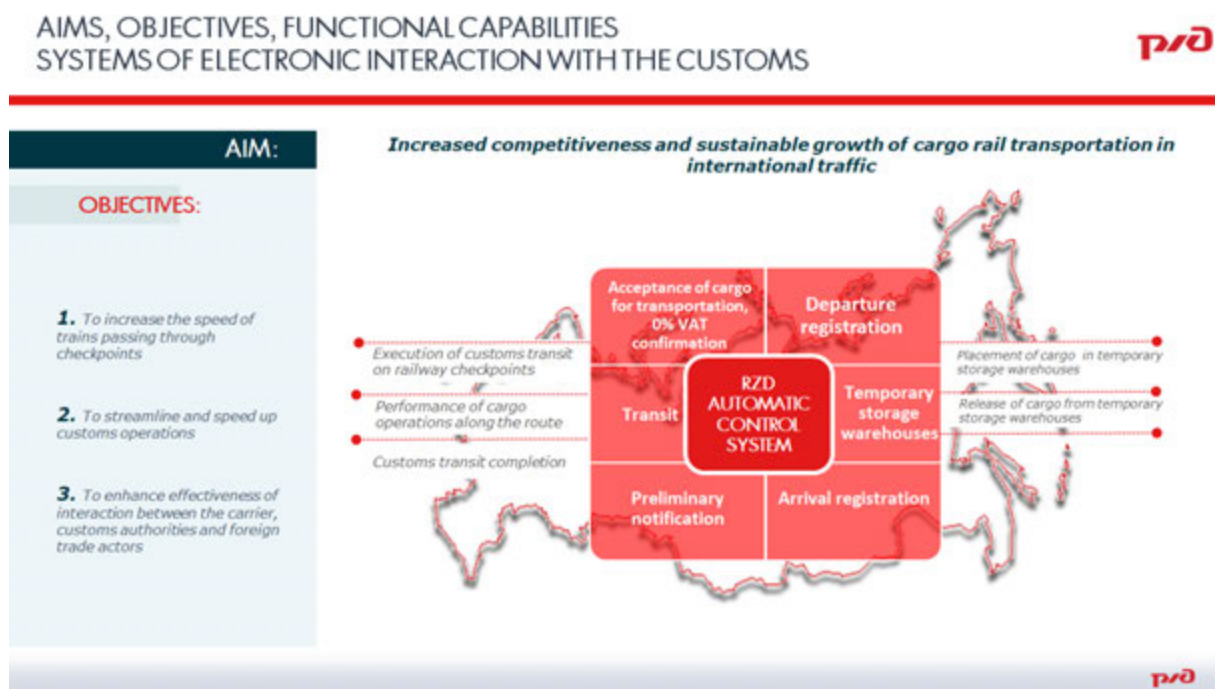 AIMS, OBJECTIVES, FUNCTIONAL CAPABILITIES
SYSTEMS OF ELECTRONIC INTERACTION WITH THE CUSTOMS
ржд
AIM:
Increased competitiveness and sustainable growth of cargo rail transportation in
international traffic
OBJECTIVES:
1. To increase the speed of
trains passing through
checkpoints
2. To streamline and speed up
customs operations
3. To enhance effectiveness of
interaction between the carrier,
customs authorities and foreign
trade actors
Execution of customs transit
on railway checkpoints
Performance of cargo
operations along the route
Customs transit completion
Acceptance of cargo
for transportation,
0% VAT
confirmation
Departure
registration
Transit
RZD
AUTOMATIC
CONTROL
SYSTEM
Temporary
storage
warehouses
Preliminary
notification
Arrival registration
Placement of cargo in temporary
storage warehouses
Release of cargo from temporary
storage warehouses
ржд